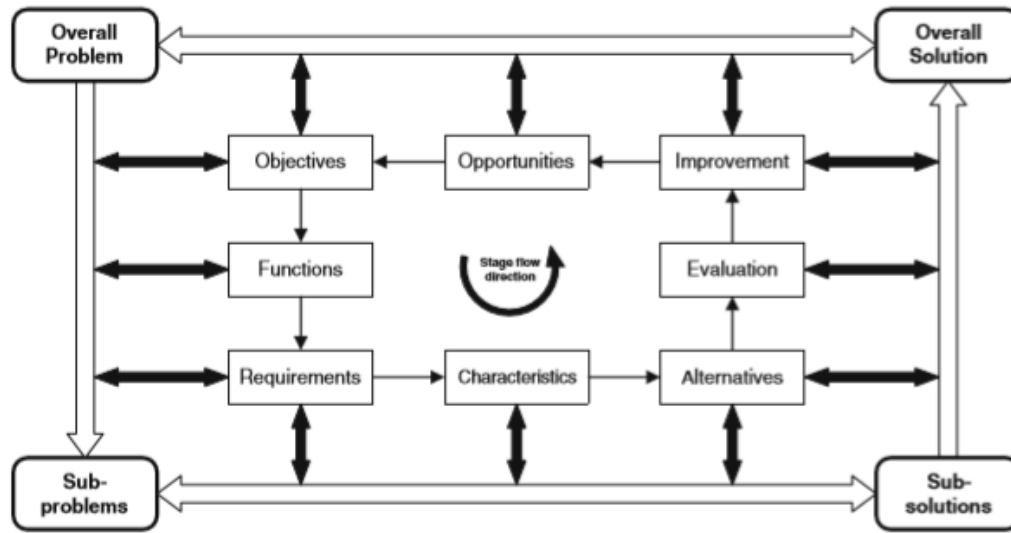 Overall
Problem
Overall
Solution
Objectives
Opportunities
Improvement
Functions
Stage flow
direction
Evaluation
Requirements
Characteristics
Alternatives
Sub-
problems
Sub-
solutions